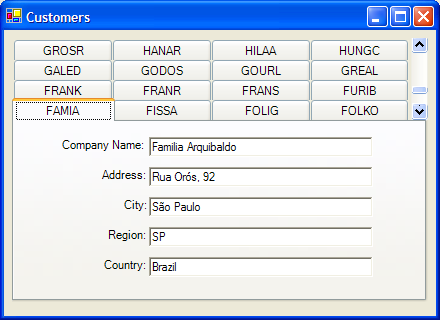 Customers
GROSR HANAR HILAA HUNGC
GALED GODOS GOURL GREAL
FRANK FRANR FRANS FURIB
FAMIA FISSA FOLIG FOLKO
Company Name: Familia Arquibaldo
Address: Rua Orós, 92
City: São Paulo
Region: SP
Country: Brazil